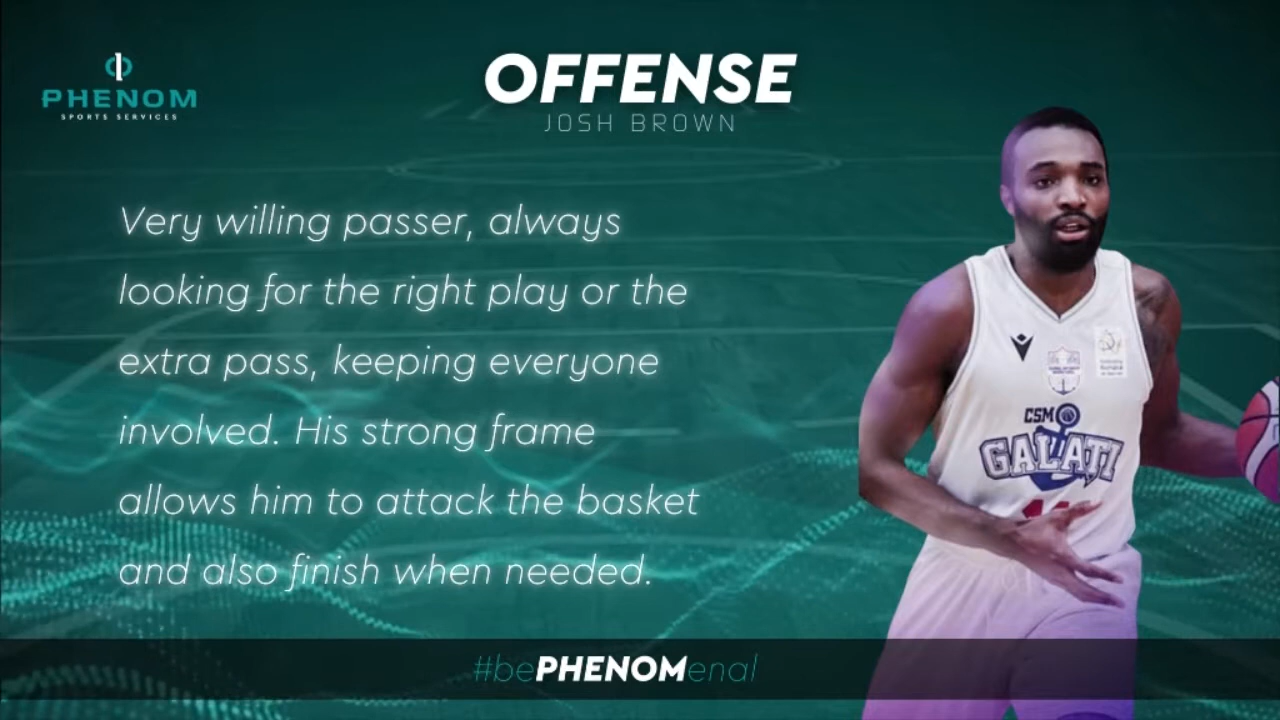 PHENOM
SPORTS SERVICES
OFFENSE
JOSH BROWN
Very willing passer, always
looking for the right play or the
extra pass, keeping everyone
involved. His strong frame
allows him to attack the basket
and also finish when needed.
CSM
GALATI
#bePHENOMenal